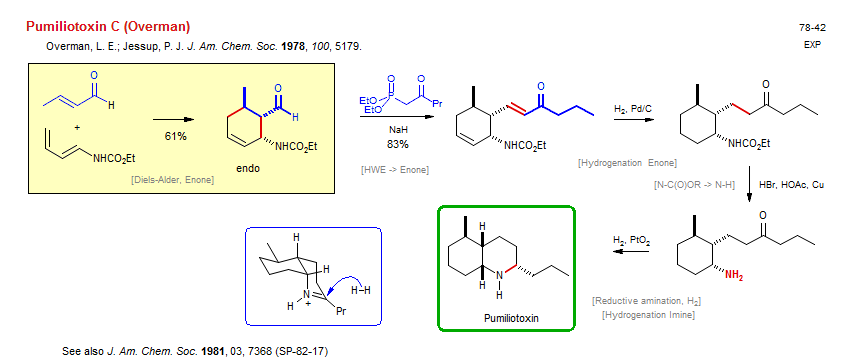 Pumiliotoxin C (Overman)
78-42
Overman, L. E.; Jessup, P. J. J. Am. Chem. Soc. 1978, 100, 5179.
EXP
O
H
+
NHCO2Et
61%
O
H
NHCO2Et
endo
[Diels-Alder, Enone]
O
O
EtO
P
EtO
Pr
NaH
83%
[HWE -> Enone]
O
NHCO2Et
H2, Pd/C
[Hydrogenation Enone]
O
NHCO2Et
[N-C(O)OR -> N-H]
HBr, HOAc, Cu
O
NH2
H2, PtO2
[Reductive amination, H2]
[Hydrogenation Imine]
H
N
H
H
Pumiliotoxin
H
H
H-H
N
H
+
Pr
See also J. Am. Chem. Soc. 1981, 03, 7368 (SP-82-17)